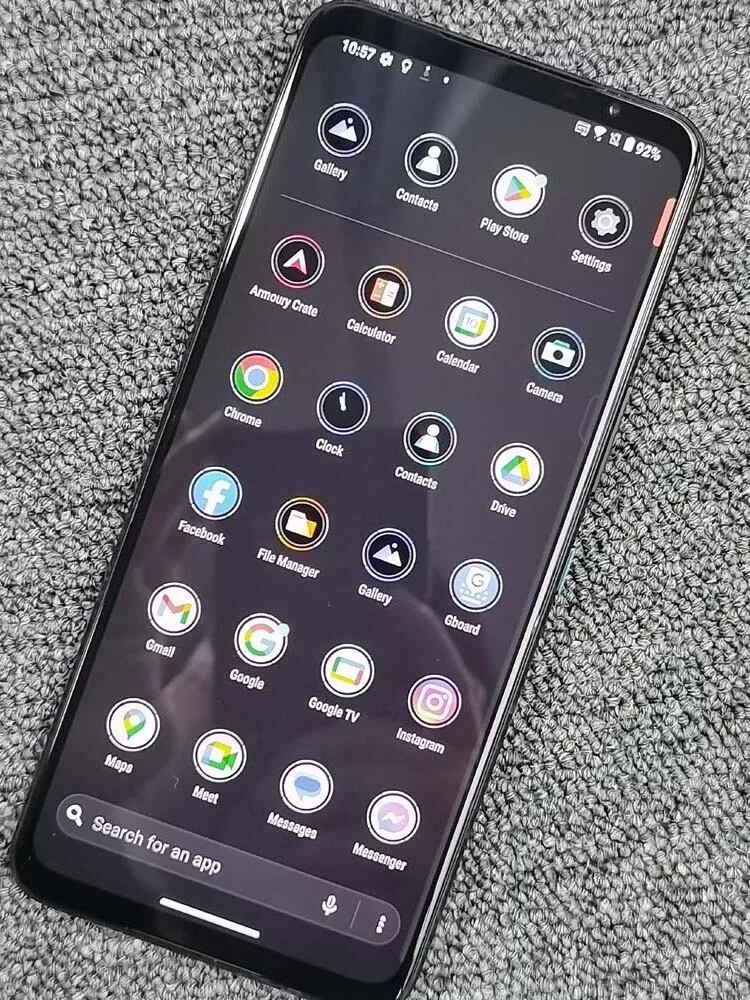 10:57
92%
Gallery
Contacts
Play Store
Settings
Armoury Crate
Calculator
10
Calendar
Camera
Chrome
Clock
Contacts
Drive
Facebook
File Manager
Gallery
Gboard
Gmail
Google
Google TV
Instagram
Maps
Meet
Messages
Messenger
Search for an app